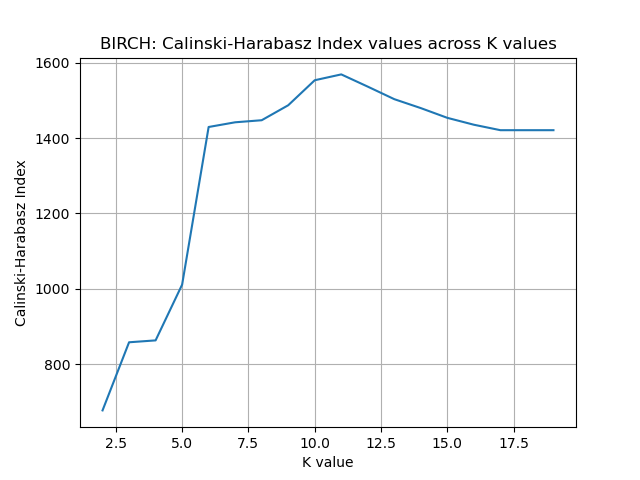 BIRCH: Calinski-Harabasz Index values across K values
1600
1400
1200
1000
800
Calinski-Harabasz Index
2.5 5.0 7.5 10.0 12.5 15.0 17.5
K value